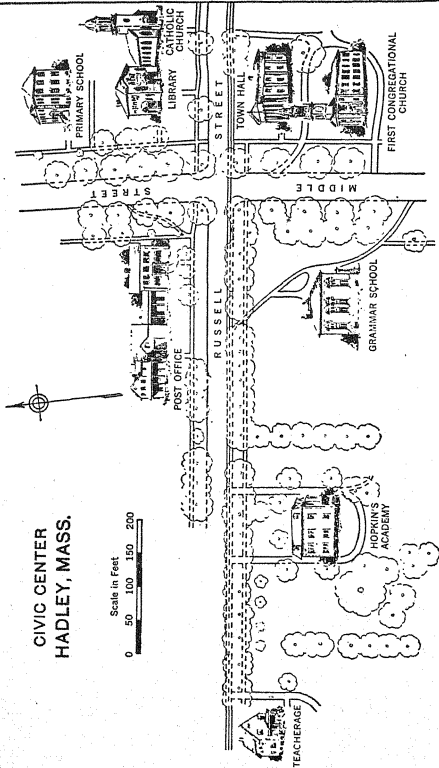 CIVIC CENTER
HADLEY, MASS.
Scale in Feet
0 50 100 150 200
PRIMARY SCHOOL
CATHOLIC
CHURCH
LIBRARY
STREET
TOWN HALL
FIRST CONGREGATIONAL
CHURCH
STREET
MIDDLE
POST OFFICE
RUSSELL
GRAMMAR SCHOOL
HOPKIN'S
ACADEMY
TEACHERAGE